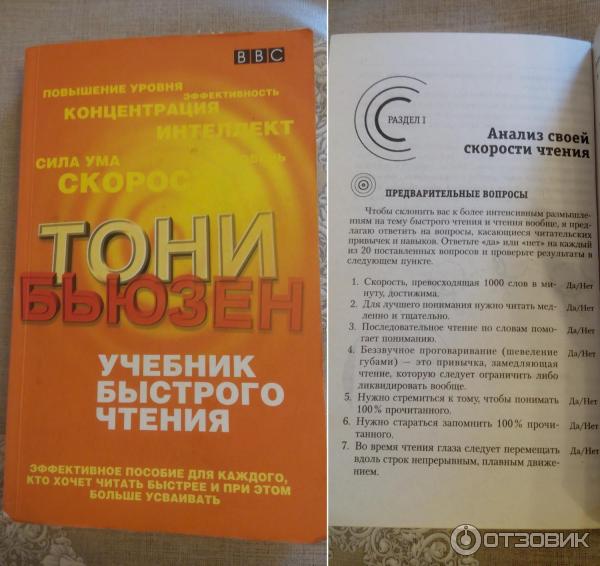 BBC
ПОВЫШЕНИЕ УРОВНЯ
ЭФФЕКТИВНОСТЬ
КОНЦЕНТРАЦИЯ
ИНТЕЛЛЕКТ
СИЛА УМА
СКОРОС
ТОНИ
БЬЮЗЕН
УЧЕБНИК
БЫСТРОГО
ЧТЕНИЯ
ЭФФЕКТИВНОЕ ПОСОБИЕ ДЛЯ КАЖДОГО,
КТО ХОЧЕТ ЧИТАТЬ БЫСТРЕЕ И ПРИ ЭТОМ
БОЛЬШЕ УСВАИВАТЬ
РАЗДЕЛ I
Анализ своей
скорости чтения
ПРЕДВАРИТЕЛЬНЫЕ ВОПРОСЫ
Чтобы склонить вас к более интенсивным размышле-
ниям на тему быстрого чтения и чтения вообще, я пред-
лагаю ответить на вопросы, касающиеся читательских
привычек и навыков. Ответьте «да» или «нет» на каждый
из 20 поставленных вопросов и проверьте результаты в
следующем пункте.
1. Скорость, превосходящая 1000 слов в ми- Да/Нет
нуту, достижима.
2. Для лучшего понимания нужно читать мед- Да/Нет
ленно и тщательно.
3. Последовательное чтение по словам помо- Да/Нет
гает пониманию.
4. Беззвучное проговаривание (шевеление Да/Нет
губами) — это привычка, замедляющая
чтение, которую следует ограничить либо
ликвидировать вообще.
5. Нужно стремиться к тому, чтобы понимать Да/Нет
100% прочитанного.
6. Нужно стараться запомнить 100% прочи- Да/Нет
танного.
7. Во время чтения глаза следует перемещать Да/Нет
вдоль строк непрерывным, плавным движе-
нием.
ОТЗОВИК